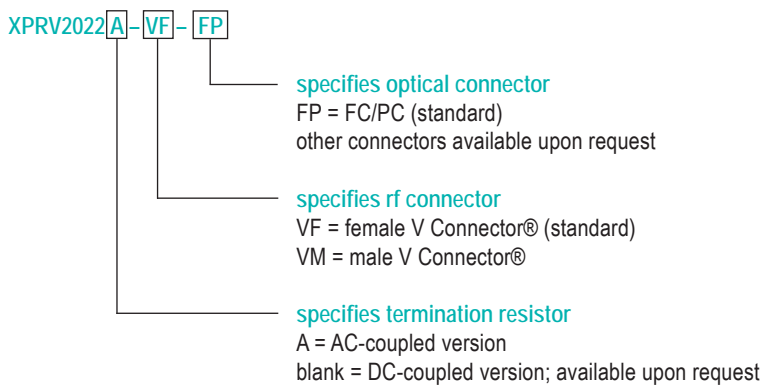 XPRV2022A–VF–FP
specifies optical connector
FP = FC/PC (standard)
other connectors available upon request
specifies rf connector
VF = female V Connector® (standard)
VM = male V Connector®
specifies termination resistor
A = AC-coupled version
blank = DC-coupled version; available upon request